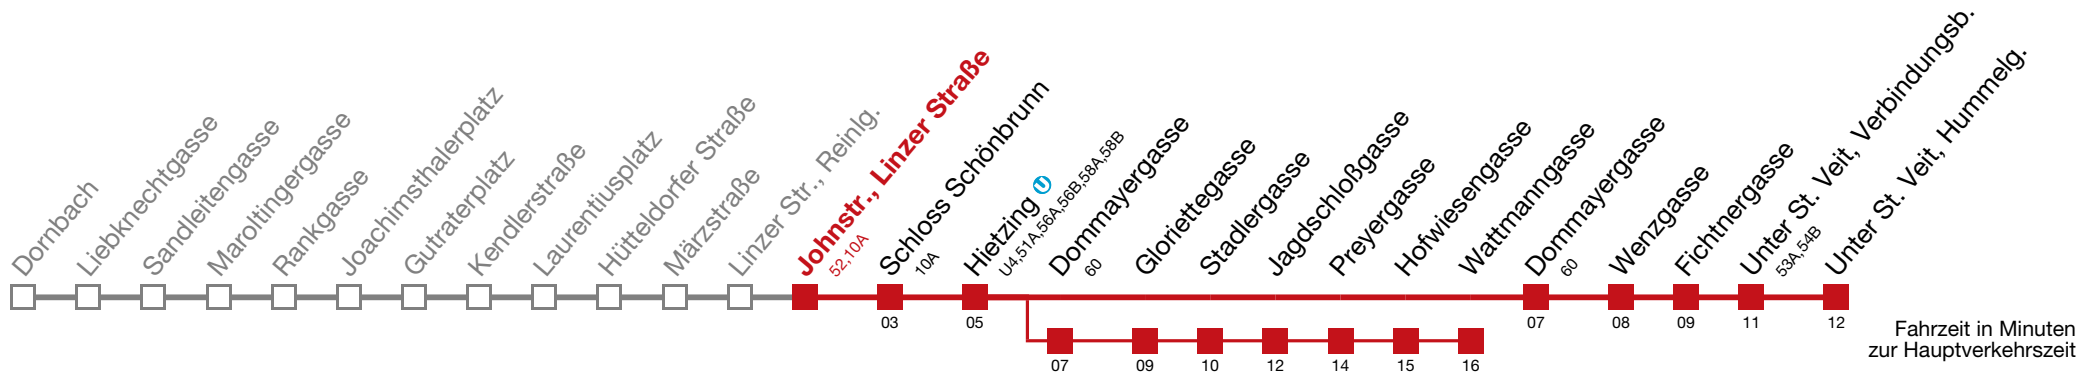 Dornbach
Liebknechtgasse
Sandleitengasse
Maroltingergasse
Rankgasse
Joachimsthalerplatz
Gutraterplatz
Kendlerstraße
Laurentiusplatz
Hütteldorfer Straße
Märzstraße
Linzer Str., Reinlg.
Johnstr., Linzer Straße
52,10A
Schloss Schönbrunn
10A
Hietzing U
U4,51A,56A,56B,58A,58B
Dommayergasse
60
Gloriettegasse
Stadlergasse
Jagdschloßgasse
Preyergasse
Hofwiesengasse
Wattmanngasse
Dommayergasse
60
Wenzgasse
Fichtnergasse
Unter St. Veit, Verbindungsb.
53A,54B
Unter St. Veit, Hummelg.
03 05 07 08 09 11 12
07 09 10 12 14 15 16
Fahrzeit in Minuten
zur Hauptverkehrszeit